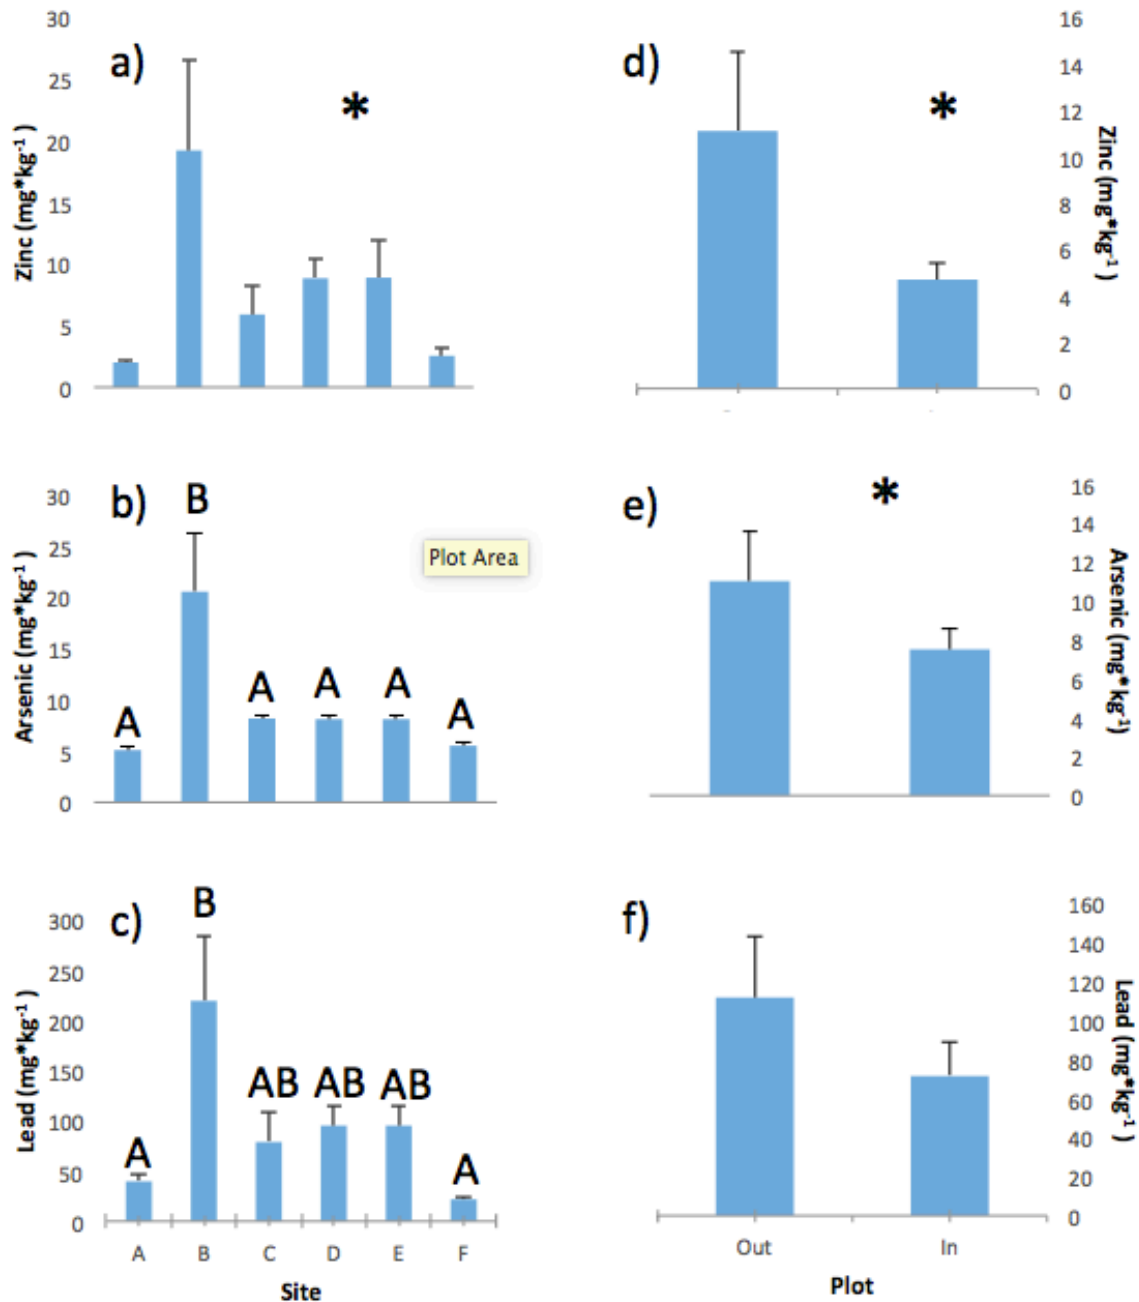 a)
30
25
20
15
10
5
0
Zinc (mg*kg-1 )
*
d)
16
14
12
10
8
6
4
2
0
Zinc (mg*kg-1 )
*
b)
30
25
20
15
10
5
0
Arsenic (mg*kg-1 )
A
B
A
A
A
A
Plot Area
e)
*
16
14
12
10
8
6
4
2
0
Arsenic (mg*kg-1)
c)
300
250
200
150
100
50
0
Lead (mg*kg-1 )
A
B
AB
AB
AB
A
A B C D E F
Site
f)
160
140
120
100
80
60
40
20
0
Lead (mg*kg-1 )
Out In
Plot